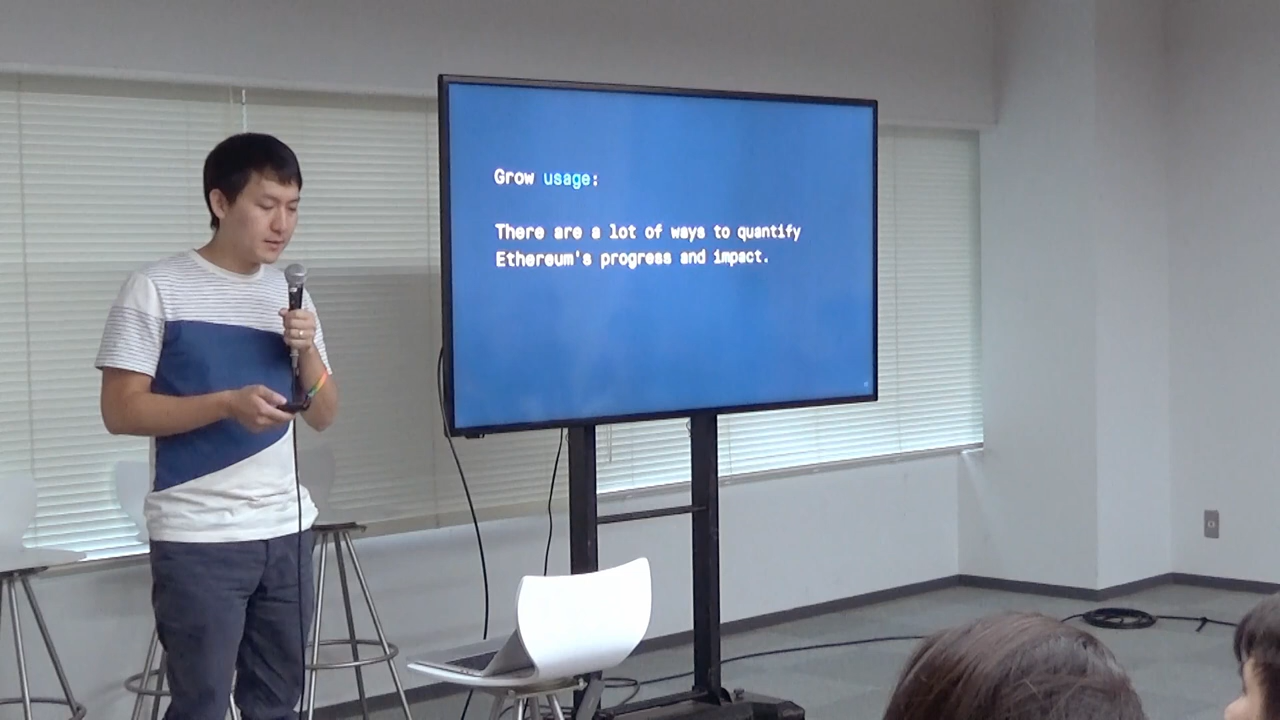 Grow usage:
There are a lot of ways to quantify
Ethereum's progress and impact.